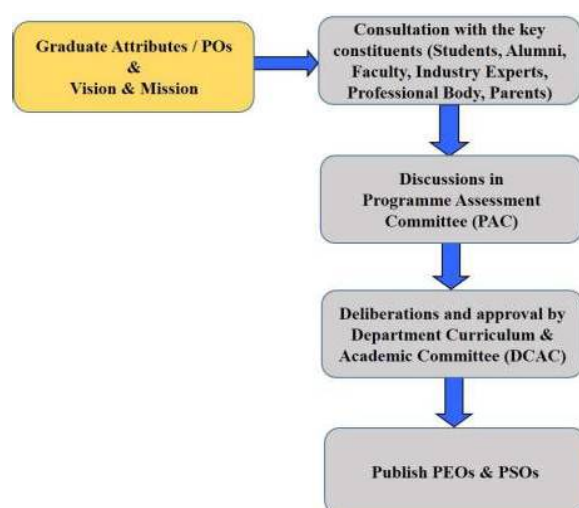 Graduate Attributes / POs
&
Vision & Mission
Consultation with the key
constituents (Students, Alumni,
Faculty, Industry Experts,
Professional Body, Parents)
Discussions in
Programme Assessment
Committee (PAC)
Deliberations and approval by
Department Curriculum &
Academic Committee (DCAC)
Publish PEOs & PSOs